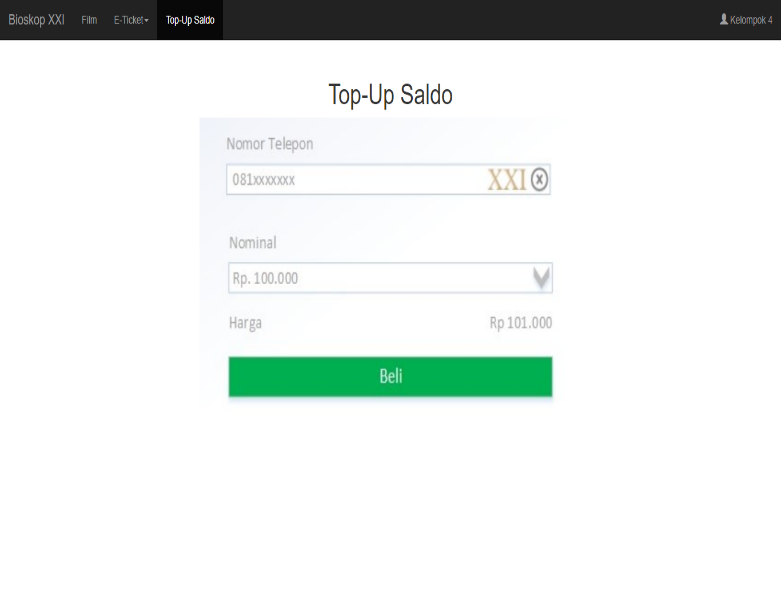 Bioskop XXI Film E-Ticket Top-Up Saldo Kelompok 4
Top-Up Saldo
Nomor Telepon
081xxxxxxx XXI
Nominal
Rp. 100.000
Harga Rp 101.000
Beli